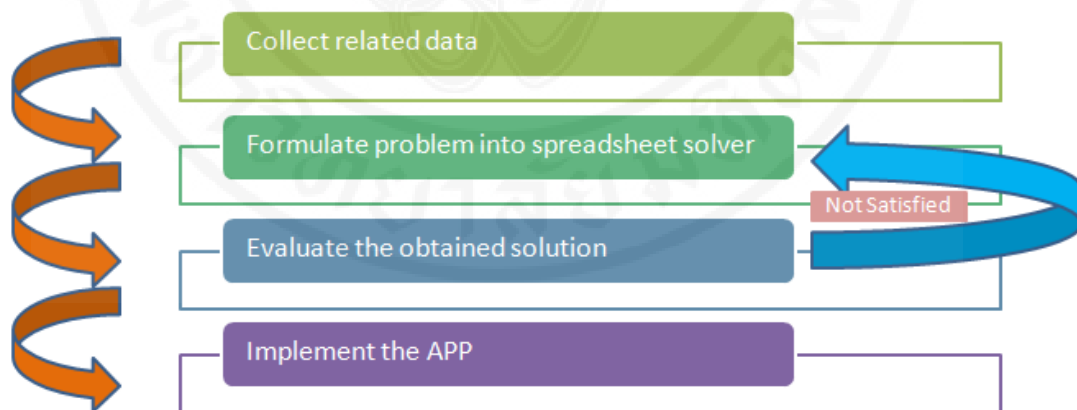 Collect related data
Formulate problem into spreadsheet solver
Not Satisfied
Evaluate the obtained solution
Implement the APP